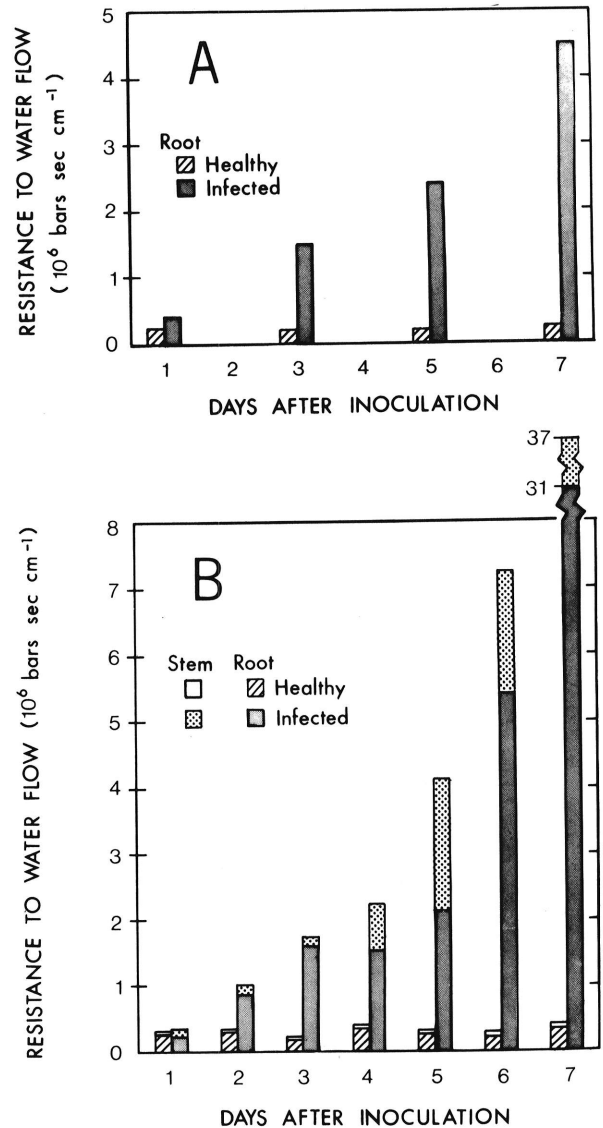 A
RESISTANCE TO WATER FLOW
(10⁶ bars sec cm⁻¹)
5
4
3
2
1
0
Root
Healthy
Infected
1 2 3 4 5 6 7
DAYS AFTER INOCULATION
37
31
B
RESISTANCE TO WATER FLOW (10⁶ bars sec cm⁻¹)
8
7
6
5
4
3
2
1
0
Stem Root
Healthy
Infected
1 2 3 4 5 6 7
DAYS AFTER INOCULATION